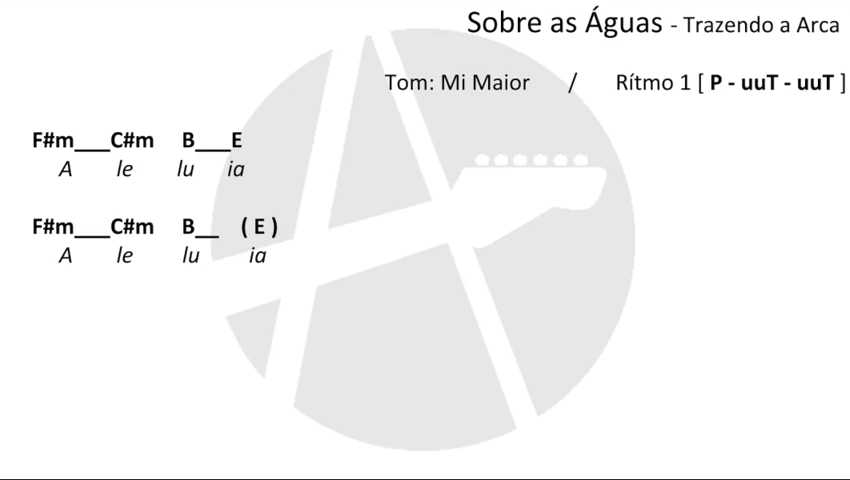 Sobre as Águas - Trazendo a Arca
Tom: Mi Maior / Rítmo 1 [ P - uuT - uuT ]
F#m___C#m B___E
A le lu ia
F#m___C#m B__ ( E )
A le lu ia